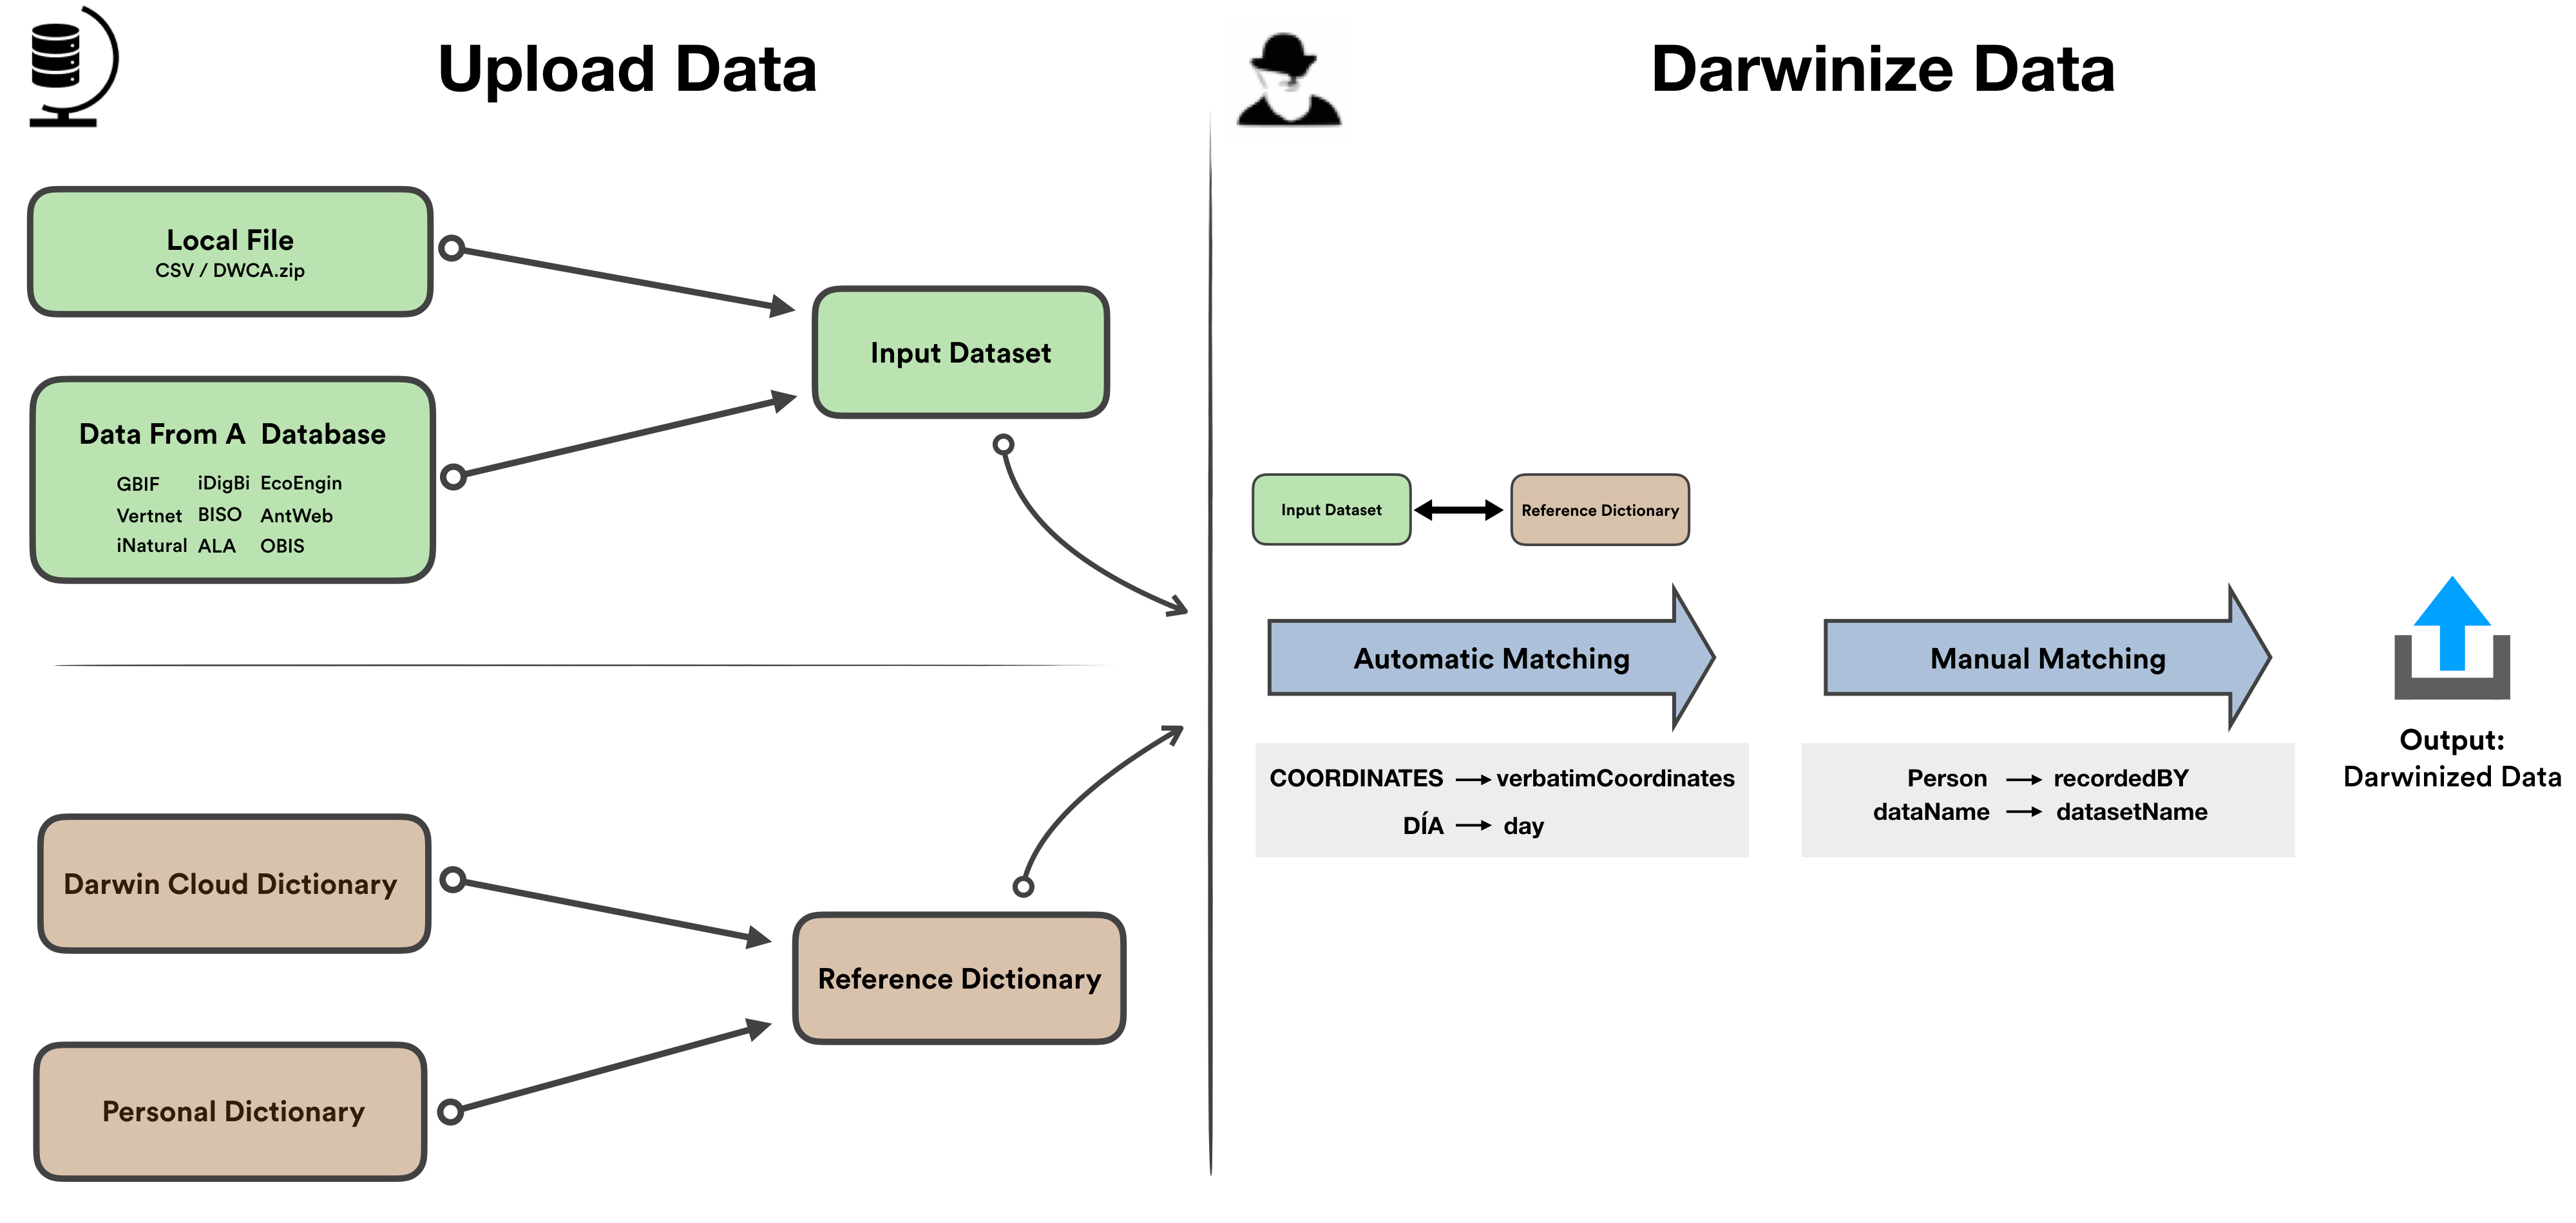 Upload Data
Local File
CSV / DWCA.zip
Data From A Database
GBIF iDigBi EcoEngin
Vertnet BISO AntWeb
iNatural ALA OBIS
Input Dataset
Darwin Cloud Dictionary
Personal Dictionary
Reference Dictionary
Darwinize Data
Input Dataset
Reference Dictionary
Automatic Matching
COORDINATES → verbatimCoordinates
DÍA → day
Manual Matching
Person → recordedBY
dataName → datasetName
Output:
Darwinized Data